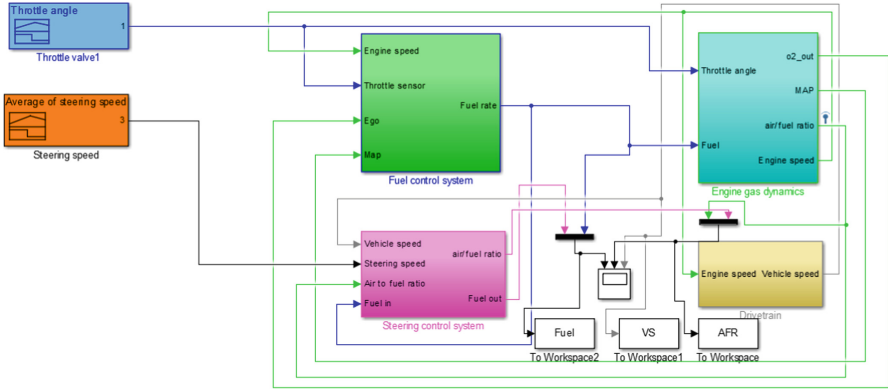 Throttle angle
1
Throttle valve1
Average of steering speed
3
Steering speed
Engine speed
Throttle sensor
Ego
Map
Fuel rate
Fuel control system
Throttle angle
Fuel
o2_out
MAP
air/fuel ratio
Engine speed
Engine gas dynamics
Vehicle speed
Steering speed
Air to fuel ratio
Fuel in
air/fuel ratio
Fuel out
Steering control system
Engine speed
Vehicle speed
Drivetrain
Fuel
To Workspace2
VS
To Workspace1
AFR
To Workspace